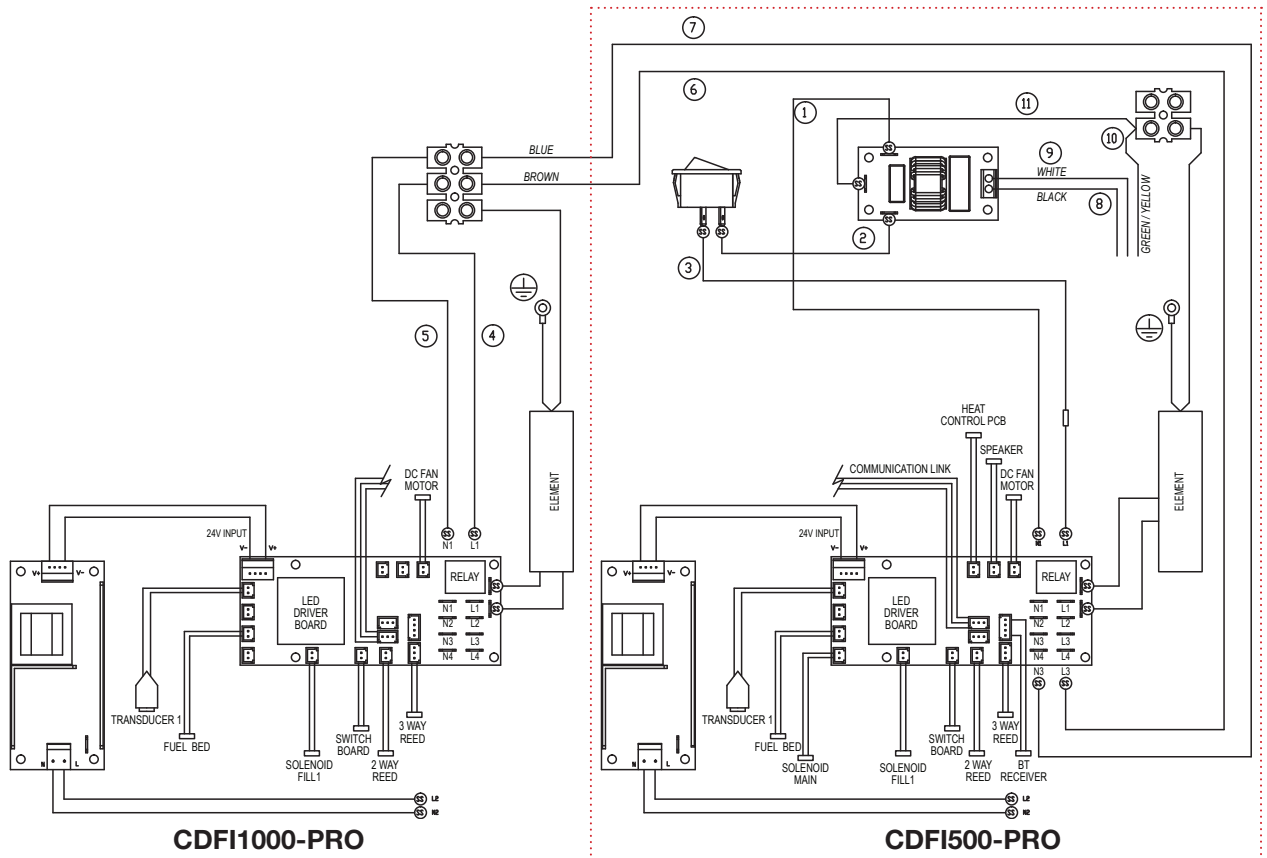 7
6
1
11
10
9
BLUE
BROWN
WHITE
BLACK
8
GREEN / YELLOW
2
3
5
4
HEAT
CONTROL PCB
SPEAKER
DC FAN
MOTOR
COMMUNICATION LINK
DC FAN
MOTOR
ELEMENT
ELEMENT
24V INPUT
V- V+
N1 L1
24V INPUT
V- V+
N1 L1
V+ V-
RELAY
LED
DRIVER
BOARD
N1 L1
N2 L2
N3 L3
N4 L4
V+ V-
RELAY
LED
DRIVER
BOARD
N1 L1
N2 L2
N3 L3
N4 L4
N3 L3
TRANSDUCER 1
FUEL BED
SOLENOID
FILL1
SWITCH
BOARD
2 WAY
REED
3 WAY
REED
TRANSDUCER 1
FUEL BED
SOLENOID
MAIN
SOLENOID
FILL1
SWITCH
BOARD
2 WAY
REED
3 WAY
REED
BT
RECEIVER
N L
L2
N2
N L
L2
N2
CDFI1000-PRO
CDFI500-PRO